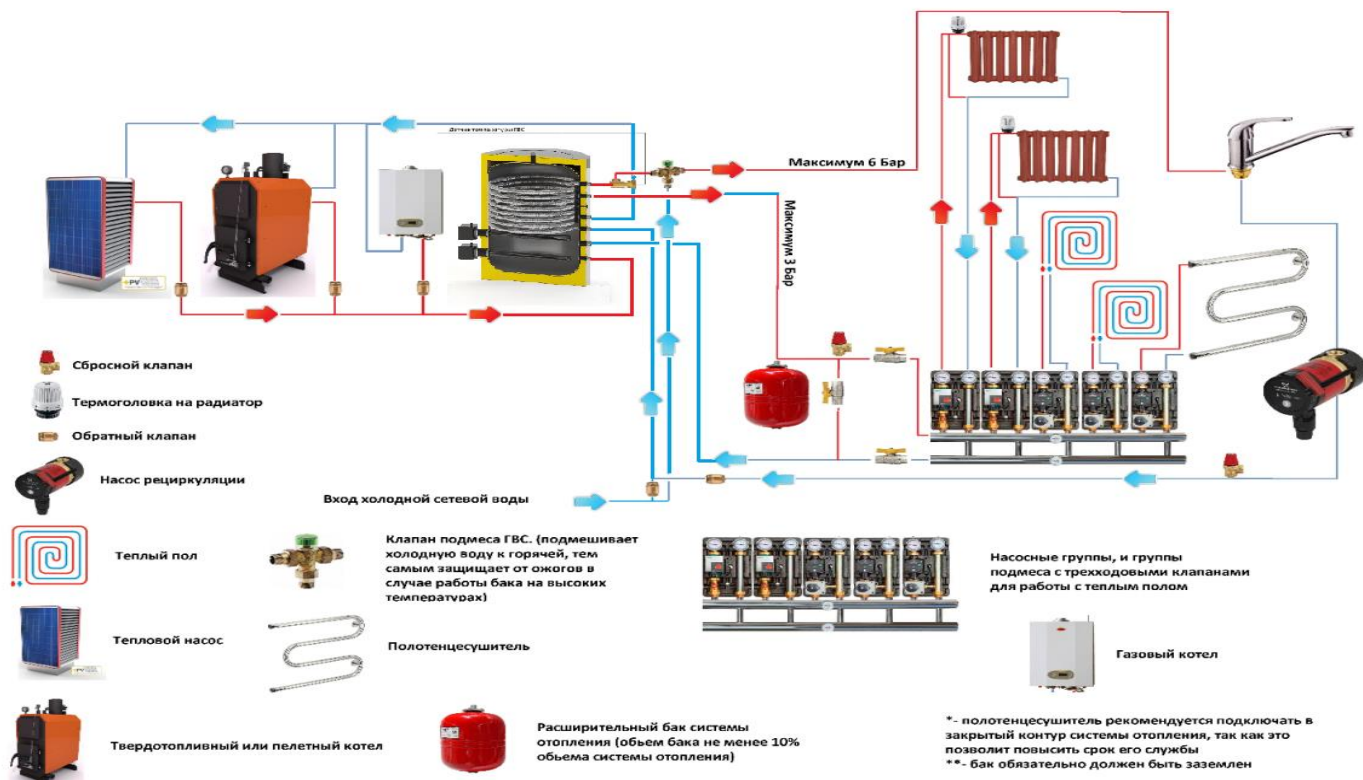 Максимум 6 Бар
Максимум 3 Бар
Сбросной клапан
Термоголовка на радиатор
Обратный клапан
Насос рециркуляции
Вход холодной сетевой воды
Теплый пол
Клапан подмеса ГВС. (подмешивает
холодную воду к горячей, тем
самым защищает от ожогов в
случае работы бака на высоких
температурах)
Насосные группы, и группы
подмеса с трехходовыми клапанами
для работы с теплым полом
Тепловой насос
Полотенцесушитель
Газовый котел
Твердотопливный или пелетный котел
Расширительный бак системы
отопления (обьем бака не менее 10%
обьема системы отопления)
*- полотенцесушитель рекомендуется подключать в
закрытый контур системы отопления, так как это
позволит повысить срок его службы
**- бак обязательно должен быть заземлен